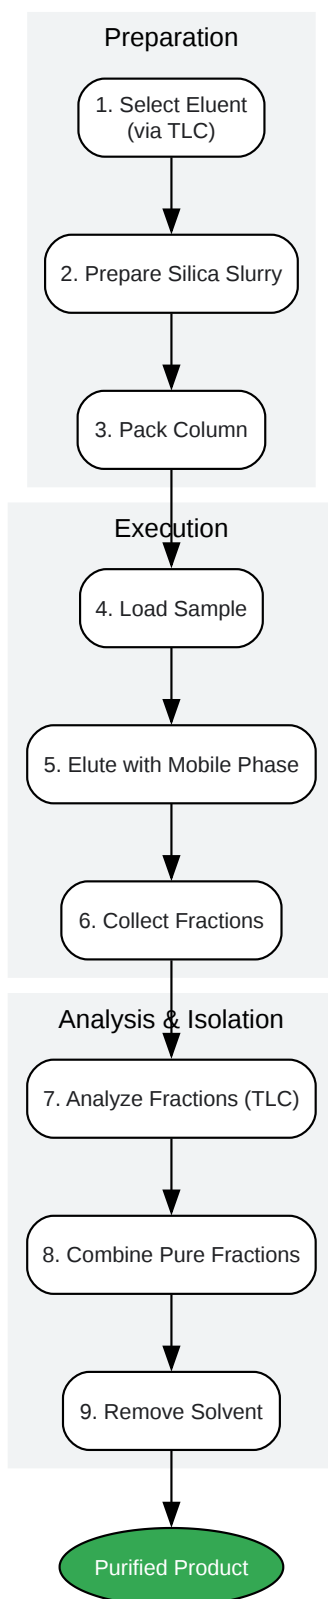 Preparation
1. Select Eluent
(via TLC)
2. Prepare Silica Slurry
3. Pack Column
Execution
4. Load Sample
5. Elute with Mobile Phase
6. Collect Fractions
Analysis & Isolation
7. Analyze Fractions (TLC)
8. Combine Pure Fractions
9. Remove Solvent
Purified Product